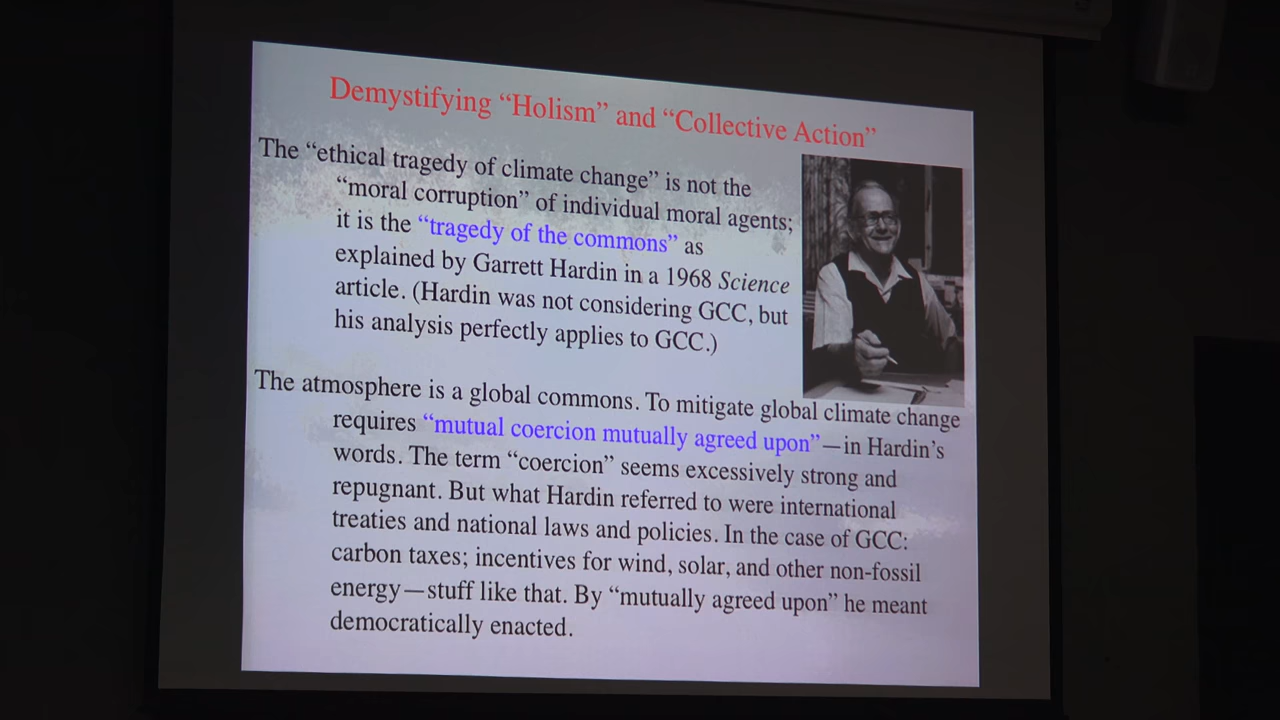 Demystifying “Holism” and “Collective Action”
The “ethical tragedy of climate change” is not the
“moral corruption” of individual moral agents;
it is the “tragedy of the commons” as
explained by Garrett Hardin in a 1968 Science
article. (Hardin was not considering GCC, but
his analysis perfectly applies to GCC.)
The atmosphere is a global commons. To mitigate global climate change
requires “mutual coercion mutually agreed upon”—in Hardin’s
words. The term “coercion” seems excessively strong and
repugnant. But what Hardin referred to were international
treaties and national laws and policies. In the case of GCC:
carbon taxes; incentives for wind, solar, and other non-fossil
energy—stuff like that. By “mutually agreed upon” he meant
democratically enacted.